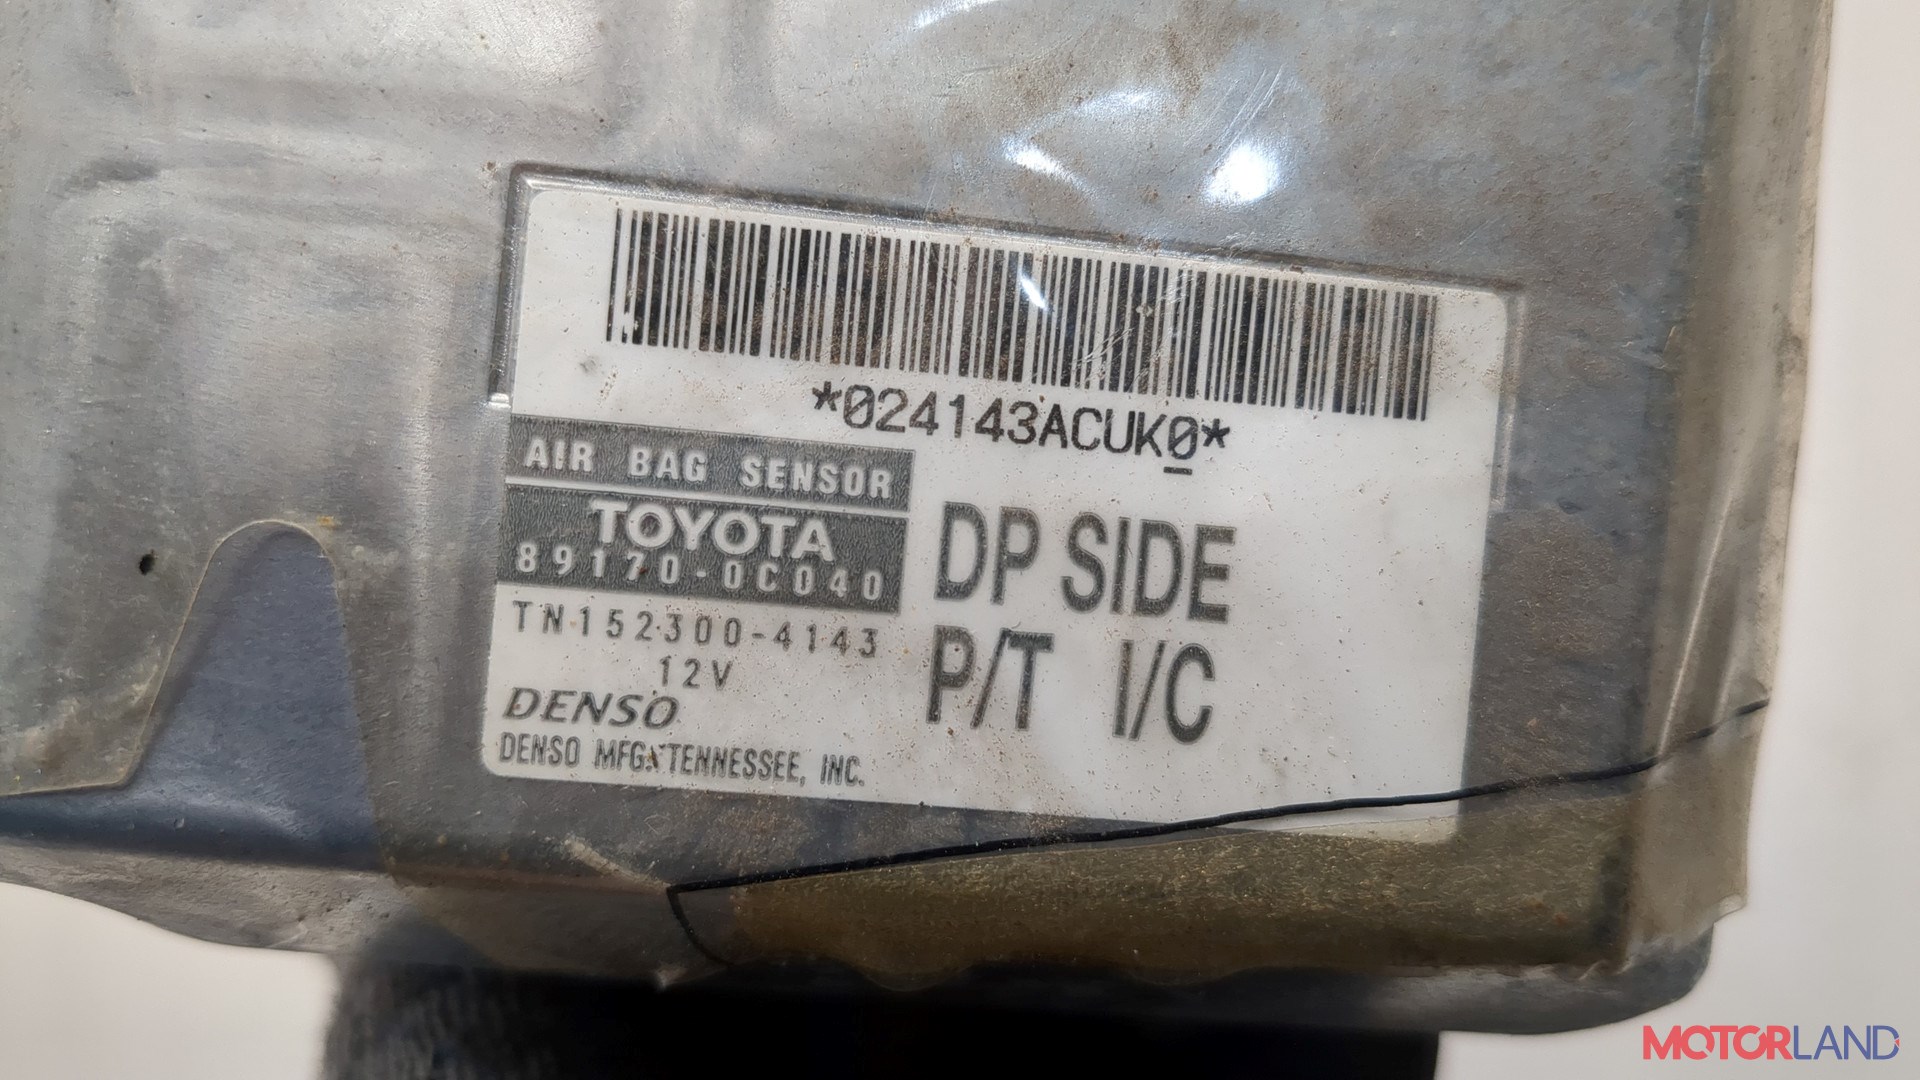 *024143ACUK0*
AIR BAG SENSOR
TOYOTA
89170-0C040
TN152300-4143
12V
DENSO
DENSO MFG. TENNESSEE, INC.
DP SIDE
P/T I/C
MOTORLAND